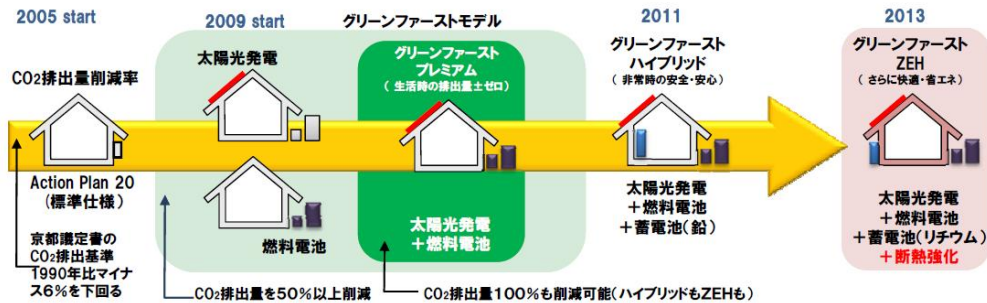 2005 start
CO2排出量削減率
Action Plan 20
(標準仕様)
京都議定書の
CO2排出基準
1990年比マイナ
ス6%を下回る
2009 start
グリーンファーストモデル
太陽光発電
燃料電池
CO2排出量を50%以上削減
グリーンファースト
プレミアム
(生活時の排出量±ゼロ)
太陽光発電
+燃料電池
CO2排出量100%も削減可能(ハイブリッドもZEHも)
2011
グリーンファースト
ハイブリッド
(非常時の安全・安心)
太陽光発電
+燃料電池
+蓄電池(鉛)
2013
グリーンファースト
ZEH
(さらに快適・省エネ)
太陽光発電
+燃料電池
+蓄電池(リチウム)
+断熱強化